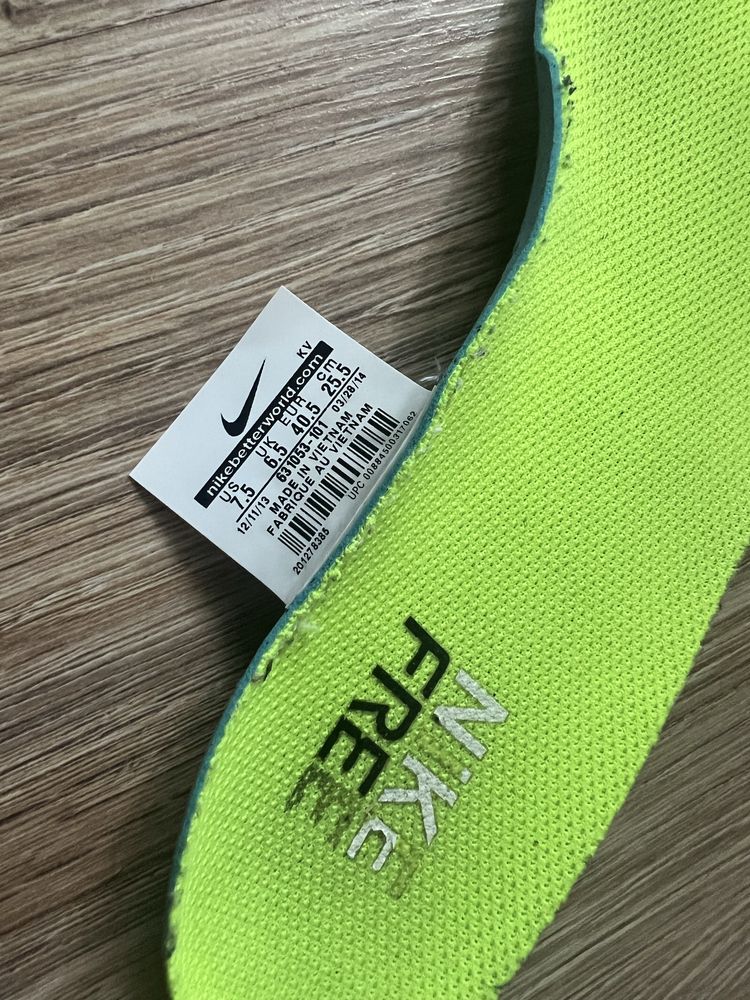 KV
nikebetterworld.com
US UK EUR cm
7.5 6.5 40.5 25.5
12/11/13 631053-101 03/28/14
MADE IN VIETNAM
FABRIQUE AU VIETNAM
201278385 UPC 00884500317062
NiKe
FREE